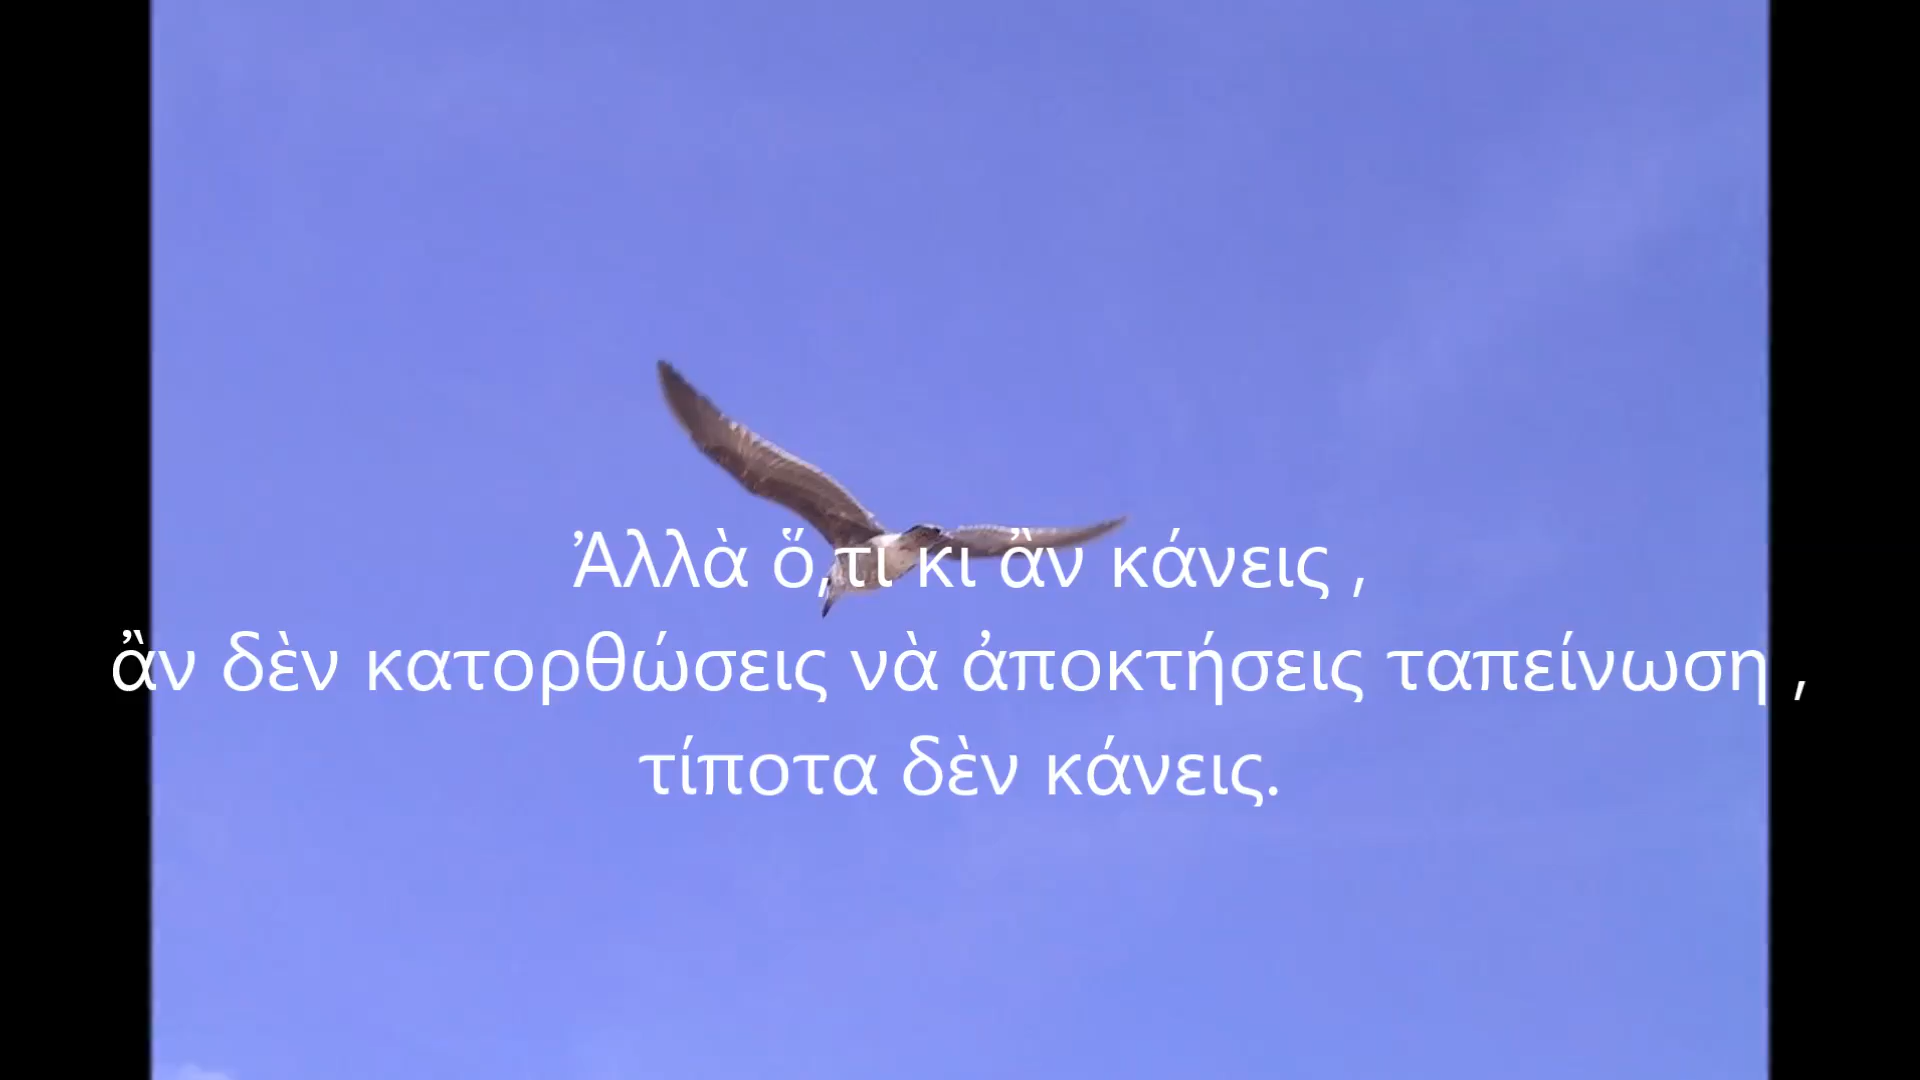 Ἀλλὰ ὅ,τι κι ἂν κάνεις ,
ἂν δὲν κατορθώσεις νὰ ἀποκτήσεις ταπείνωση ,
τίποτα δὲν κάνεις.